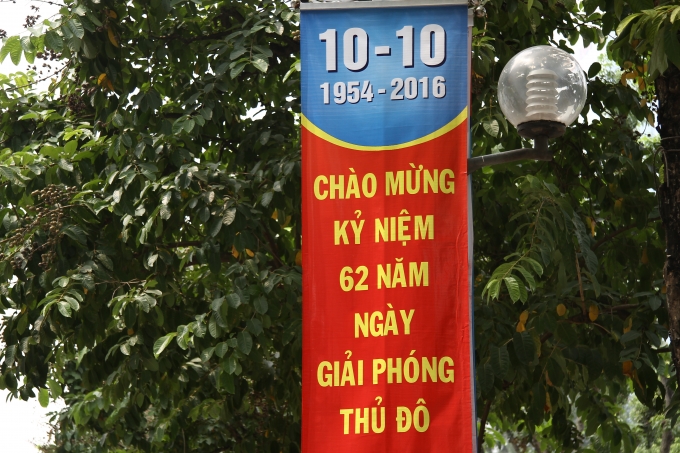 10-10
1954-2016
CHÀO MỪNG
KỶ NIỆM
62 NĂM
NGÀY
GIẢI PHÓNG
THỦ ĐÔ